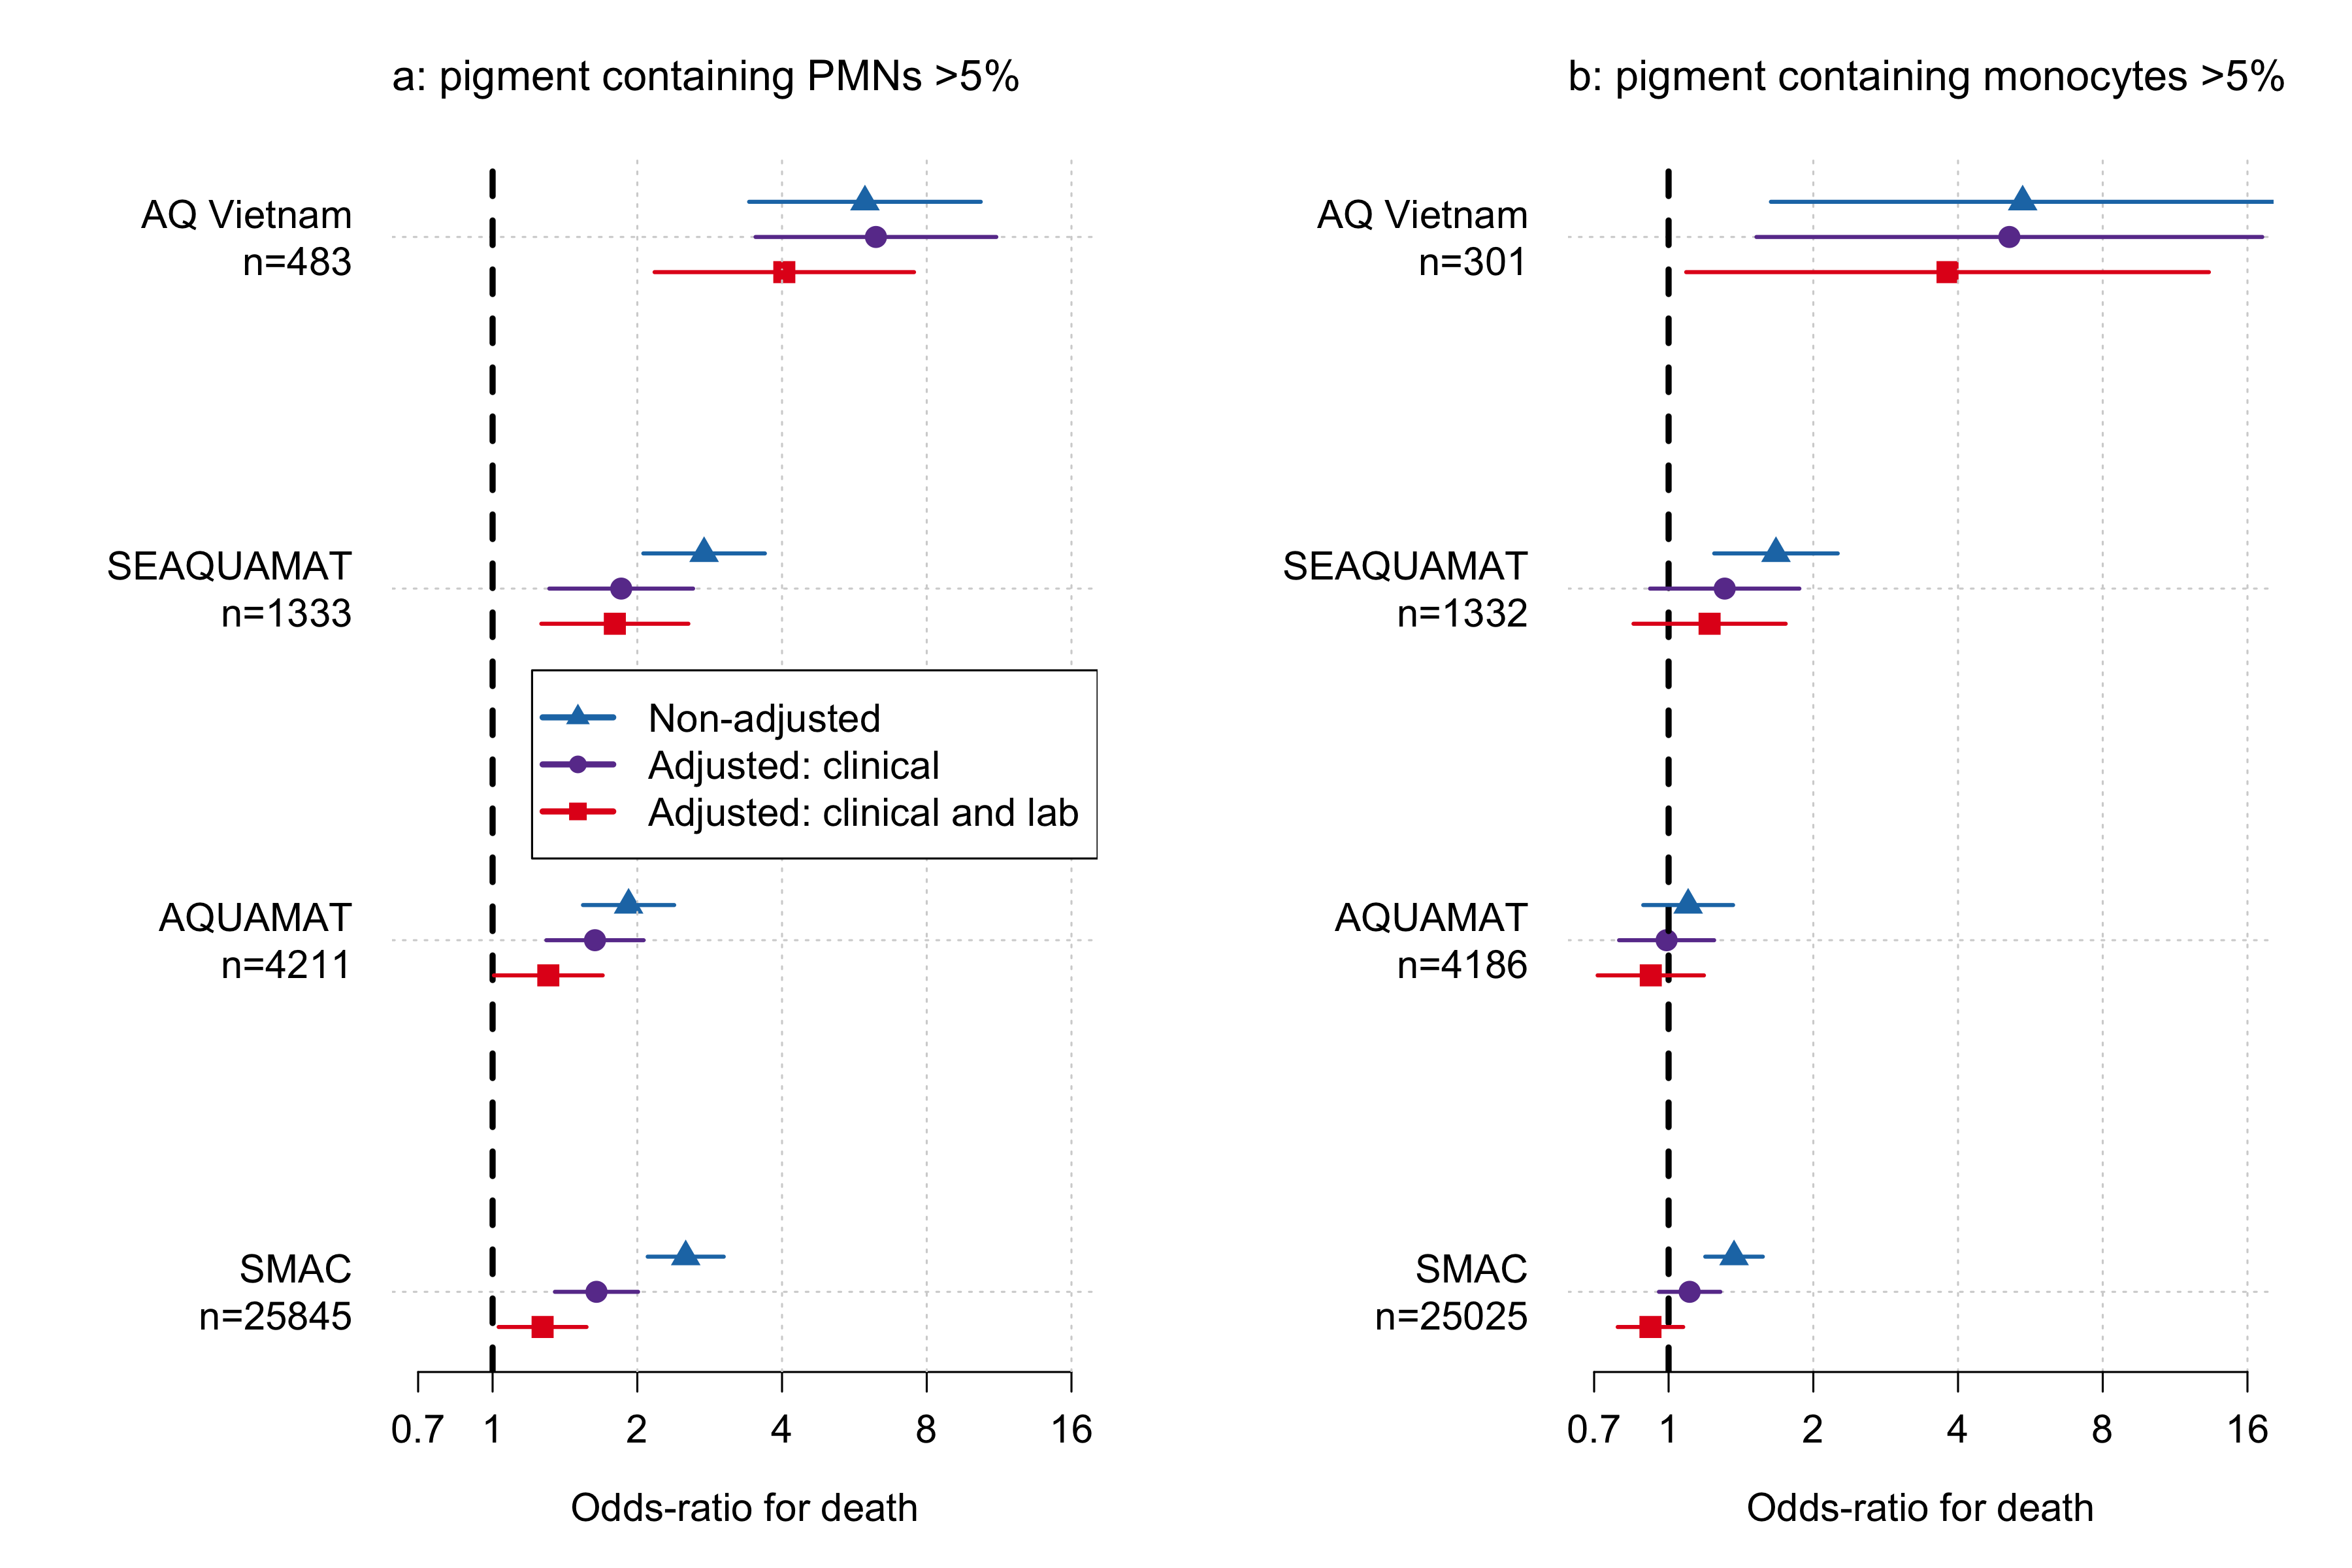 a: pigment containing PMNs >5%
AQ Vietnam
n=483
SEAQUAMAT
n=1333
Non-adjusted
Adjusted: clinical
Adjusted: clinical and lab
AQUAMAT
n=4211
SMAC
n=25845
0.7 1 2 4 8 16
Odds-ratio for death
b: pigment containing monocytes >5%
AQ Vietnam
n=301
SEAQUAMAT
n=1332
AQUAMAT
n=4186
SMAC
n=25025
0.7 1 2 4 8 16
Odds-ratio for death